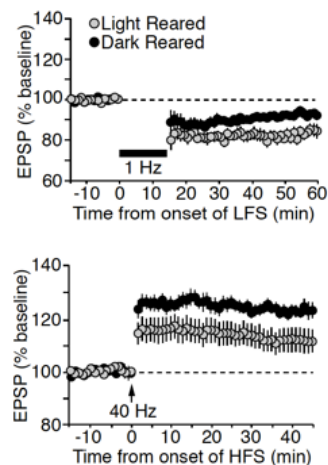 Light Reared
Dark Reared
EPSP (% baseline)
140
120
100
80
60
1 Hz
-10 0 10 20 30 40 50 60
Time from onset of LFS (min)
EPSP (% baseline)
140
120
100
80
40 Hz
-10 0 10 20 30 40
Time from onset of HFS (min)